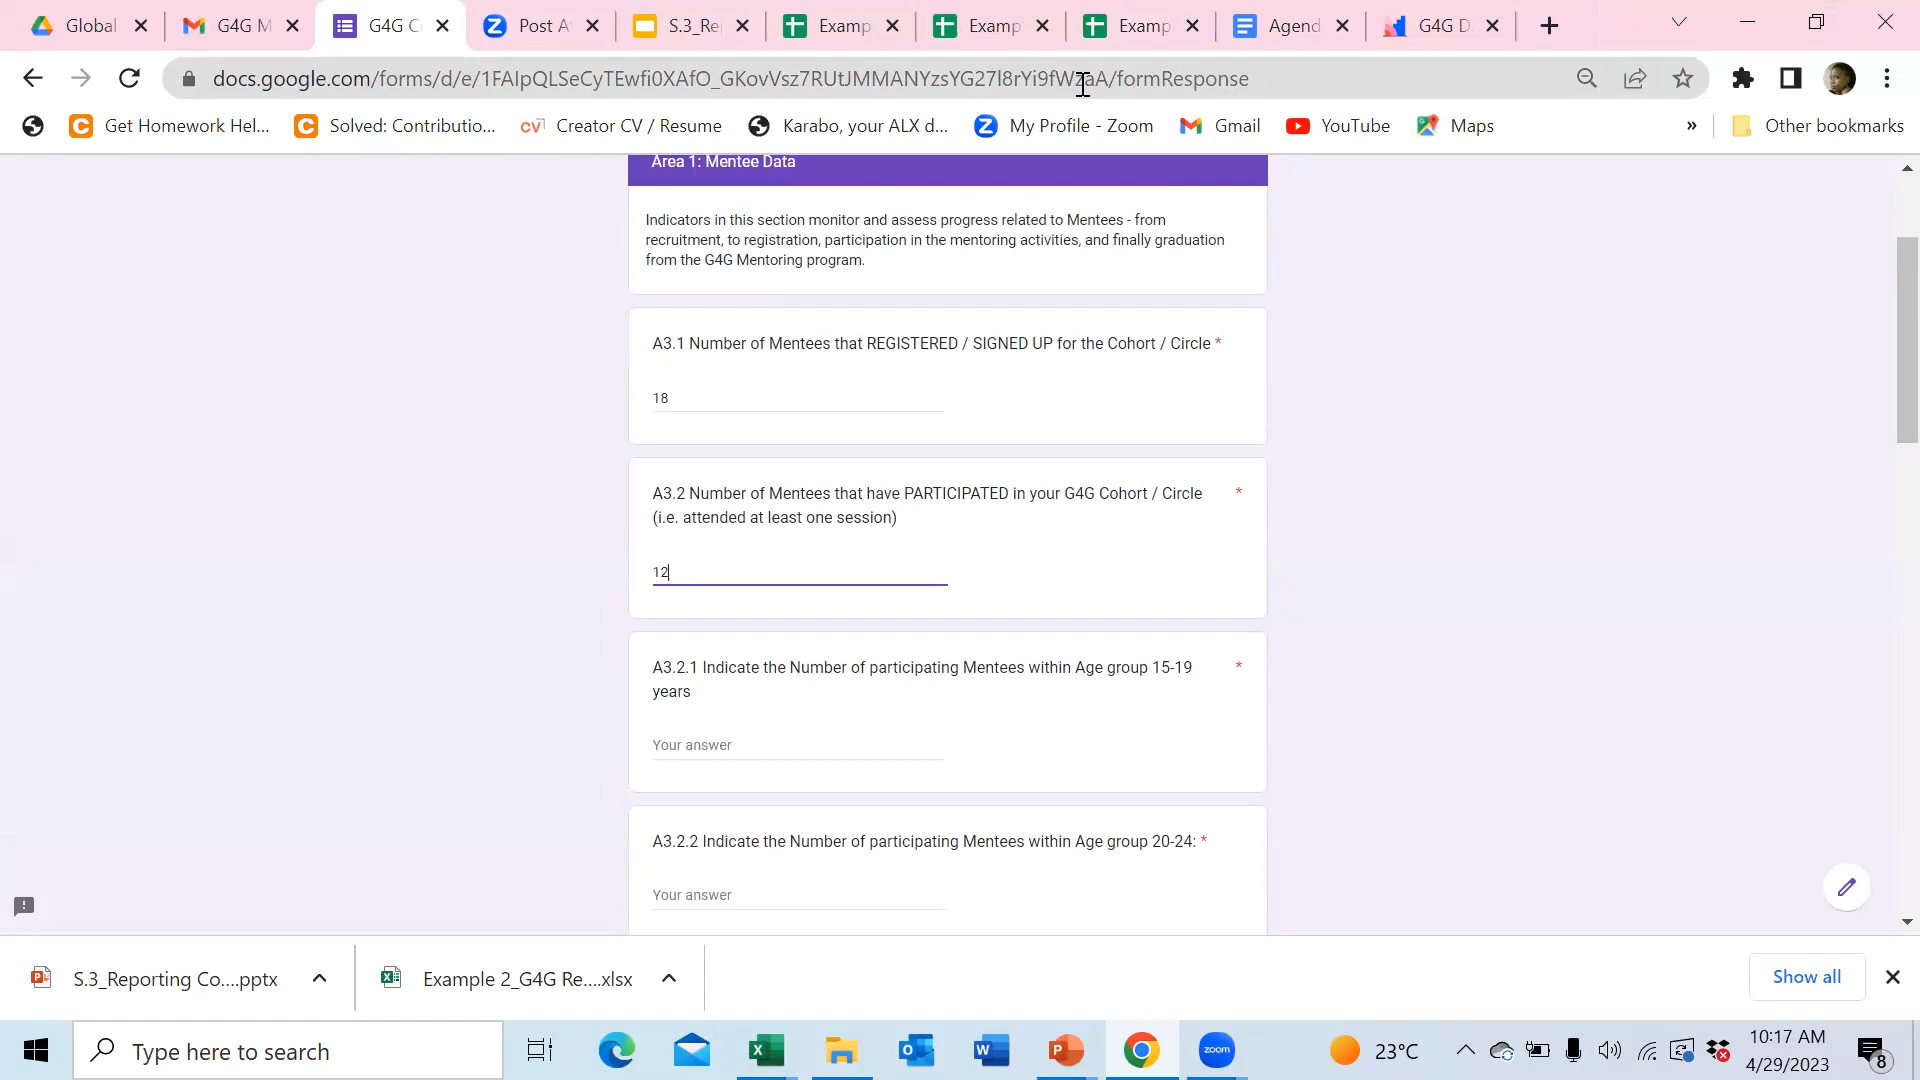 Global
G4G M
G4G C
Post A
S.3_Re
Examp
Examp
Examp
Agend
G4G D
docs.google.com/forms/d/e/1FAIpQLSeCyTEwfi0XAfO_GKovVsz7RUtJMMANYzsYG27l8rYi9fWzaA/formResponse
Get Homework Hel...
Solved: Contributio...
CV
Creator CV / Resume
Karabo, your ALX d...
My Profile - Zoom
Gmail
YouTube
Maps
»
Other bookmarks
Area 1: Mentee Data
Indicators in this section monitor and assess progress related to Mentees - from
recruitment, to registration, participation in the mentoring activities, and finally graduation
from the G4G Mentoring program.
A3.1 Number of Mentees that REGISTERED / SIGNED UP for the Cohort / Circle *
18
A3.2 Number of Mentees that have PARTICIPATED in your G4G Cohort / Circle *
(i.e. attended at least one session)
12
A3.2.1 Indicate the Number of participating Mentees within Age group 15-19 *
years
Your answer
A3.2.2 Indicate the Number of participating Mentees within Age group 20-24: *
Your answer
S.3_Reporting Co....pptx
Example 2_G4G Re....xlsx
Show all
Type here to search
zoom
23°C
10:17 AM
4/29/2023
8